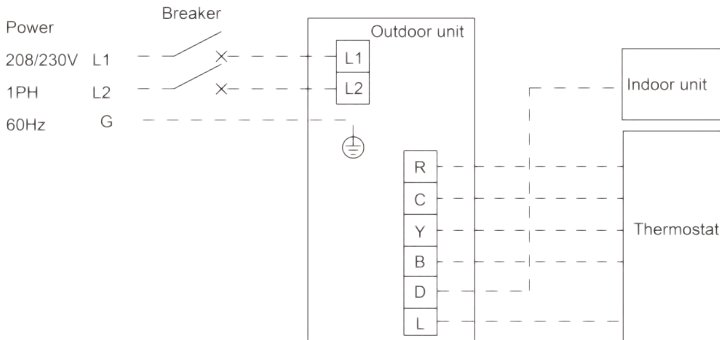 Breaker
Power
Outdoor unit
208/230V L1
L1
1PH L2
L2
Indoor unit
60Hz G
R
C
Y
Thermostat
B
D
L